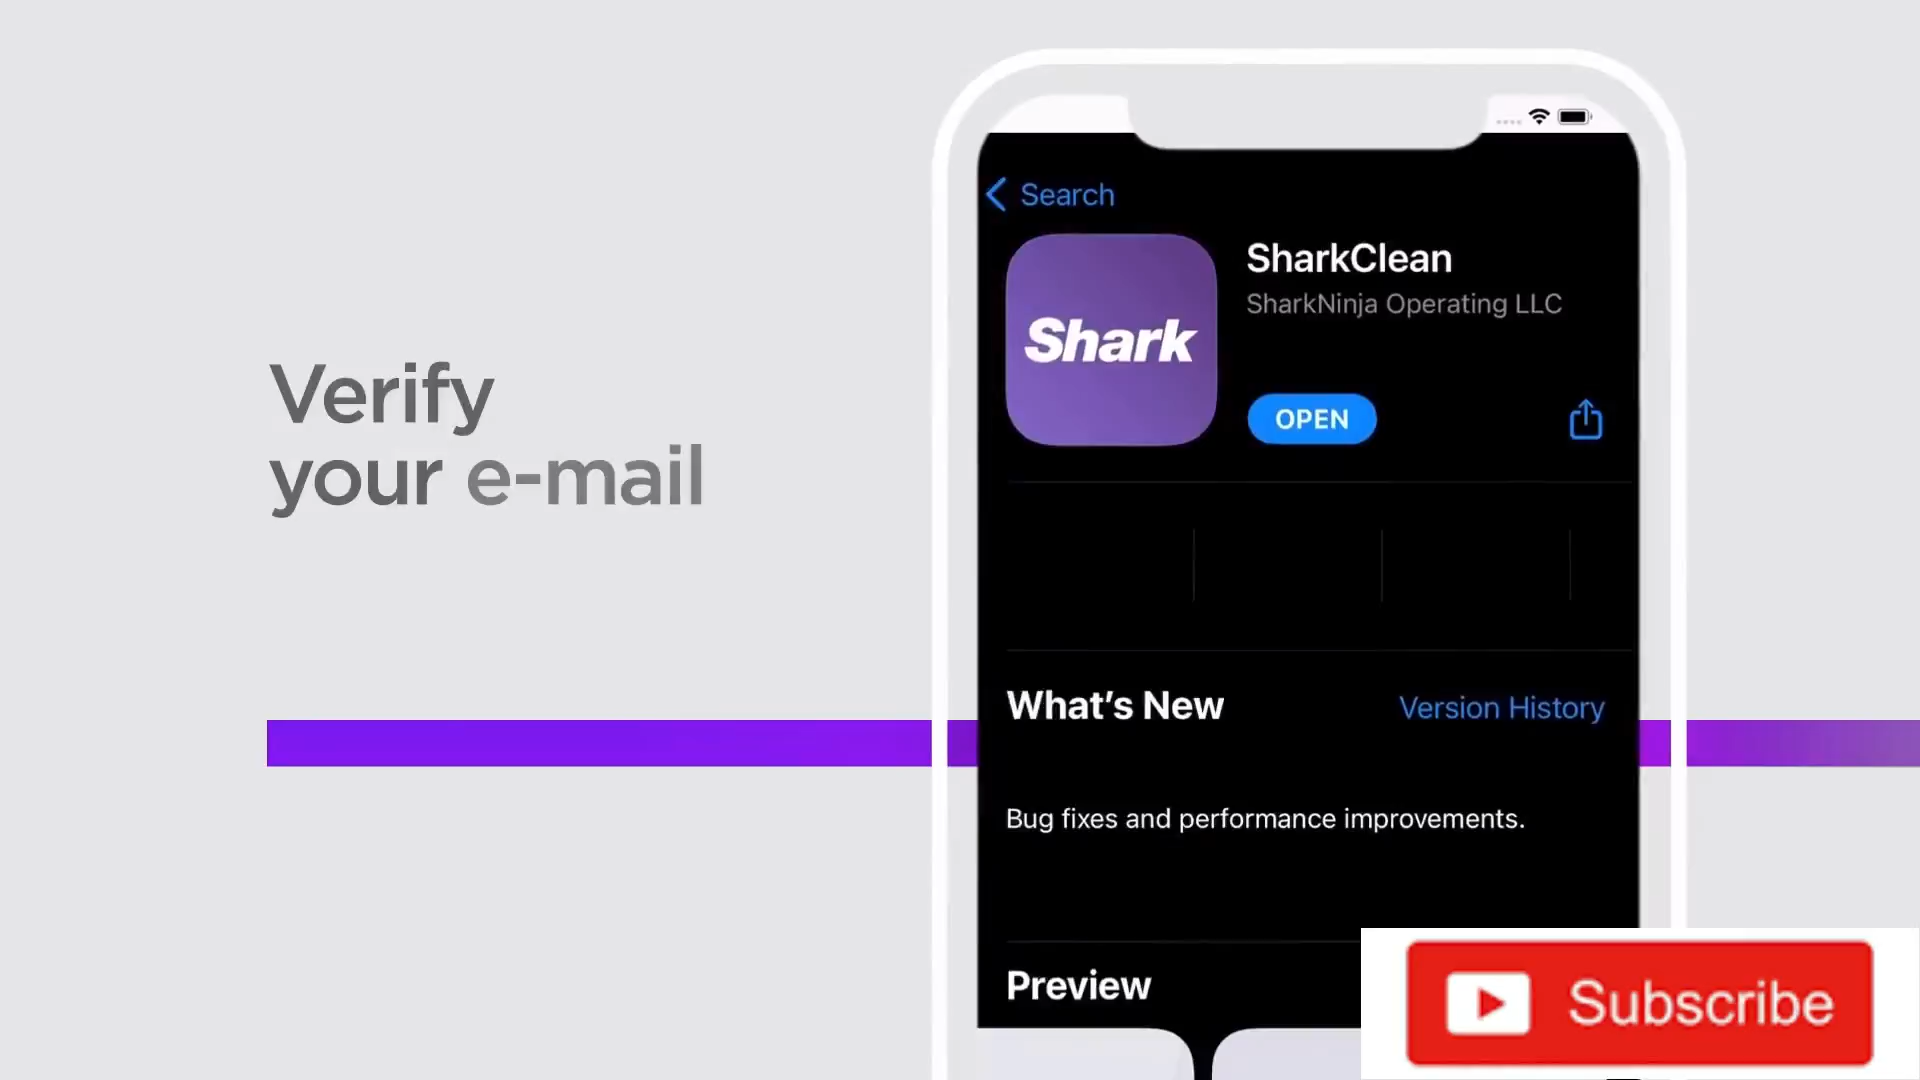 Verify
your e-mail
Search
Shark
SharkClean
SharkNinja Operating LLC
OPEN
What's New
Version History
Bug fixes and performance improvements.
Preview
Subscribe